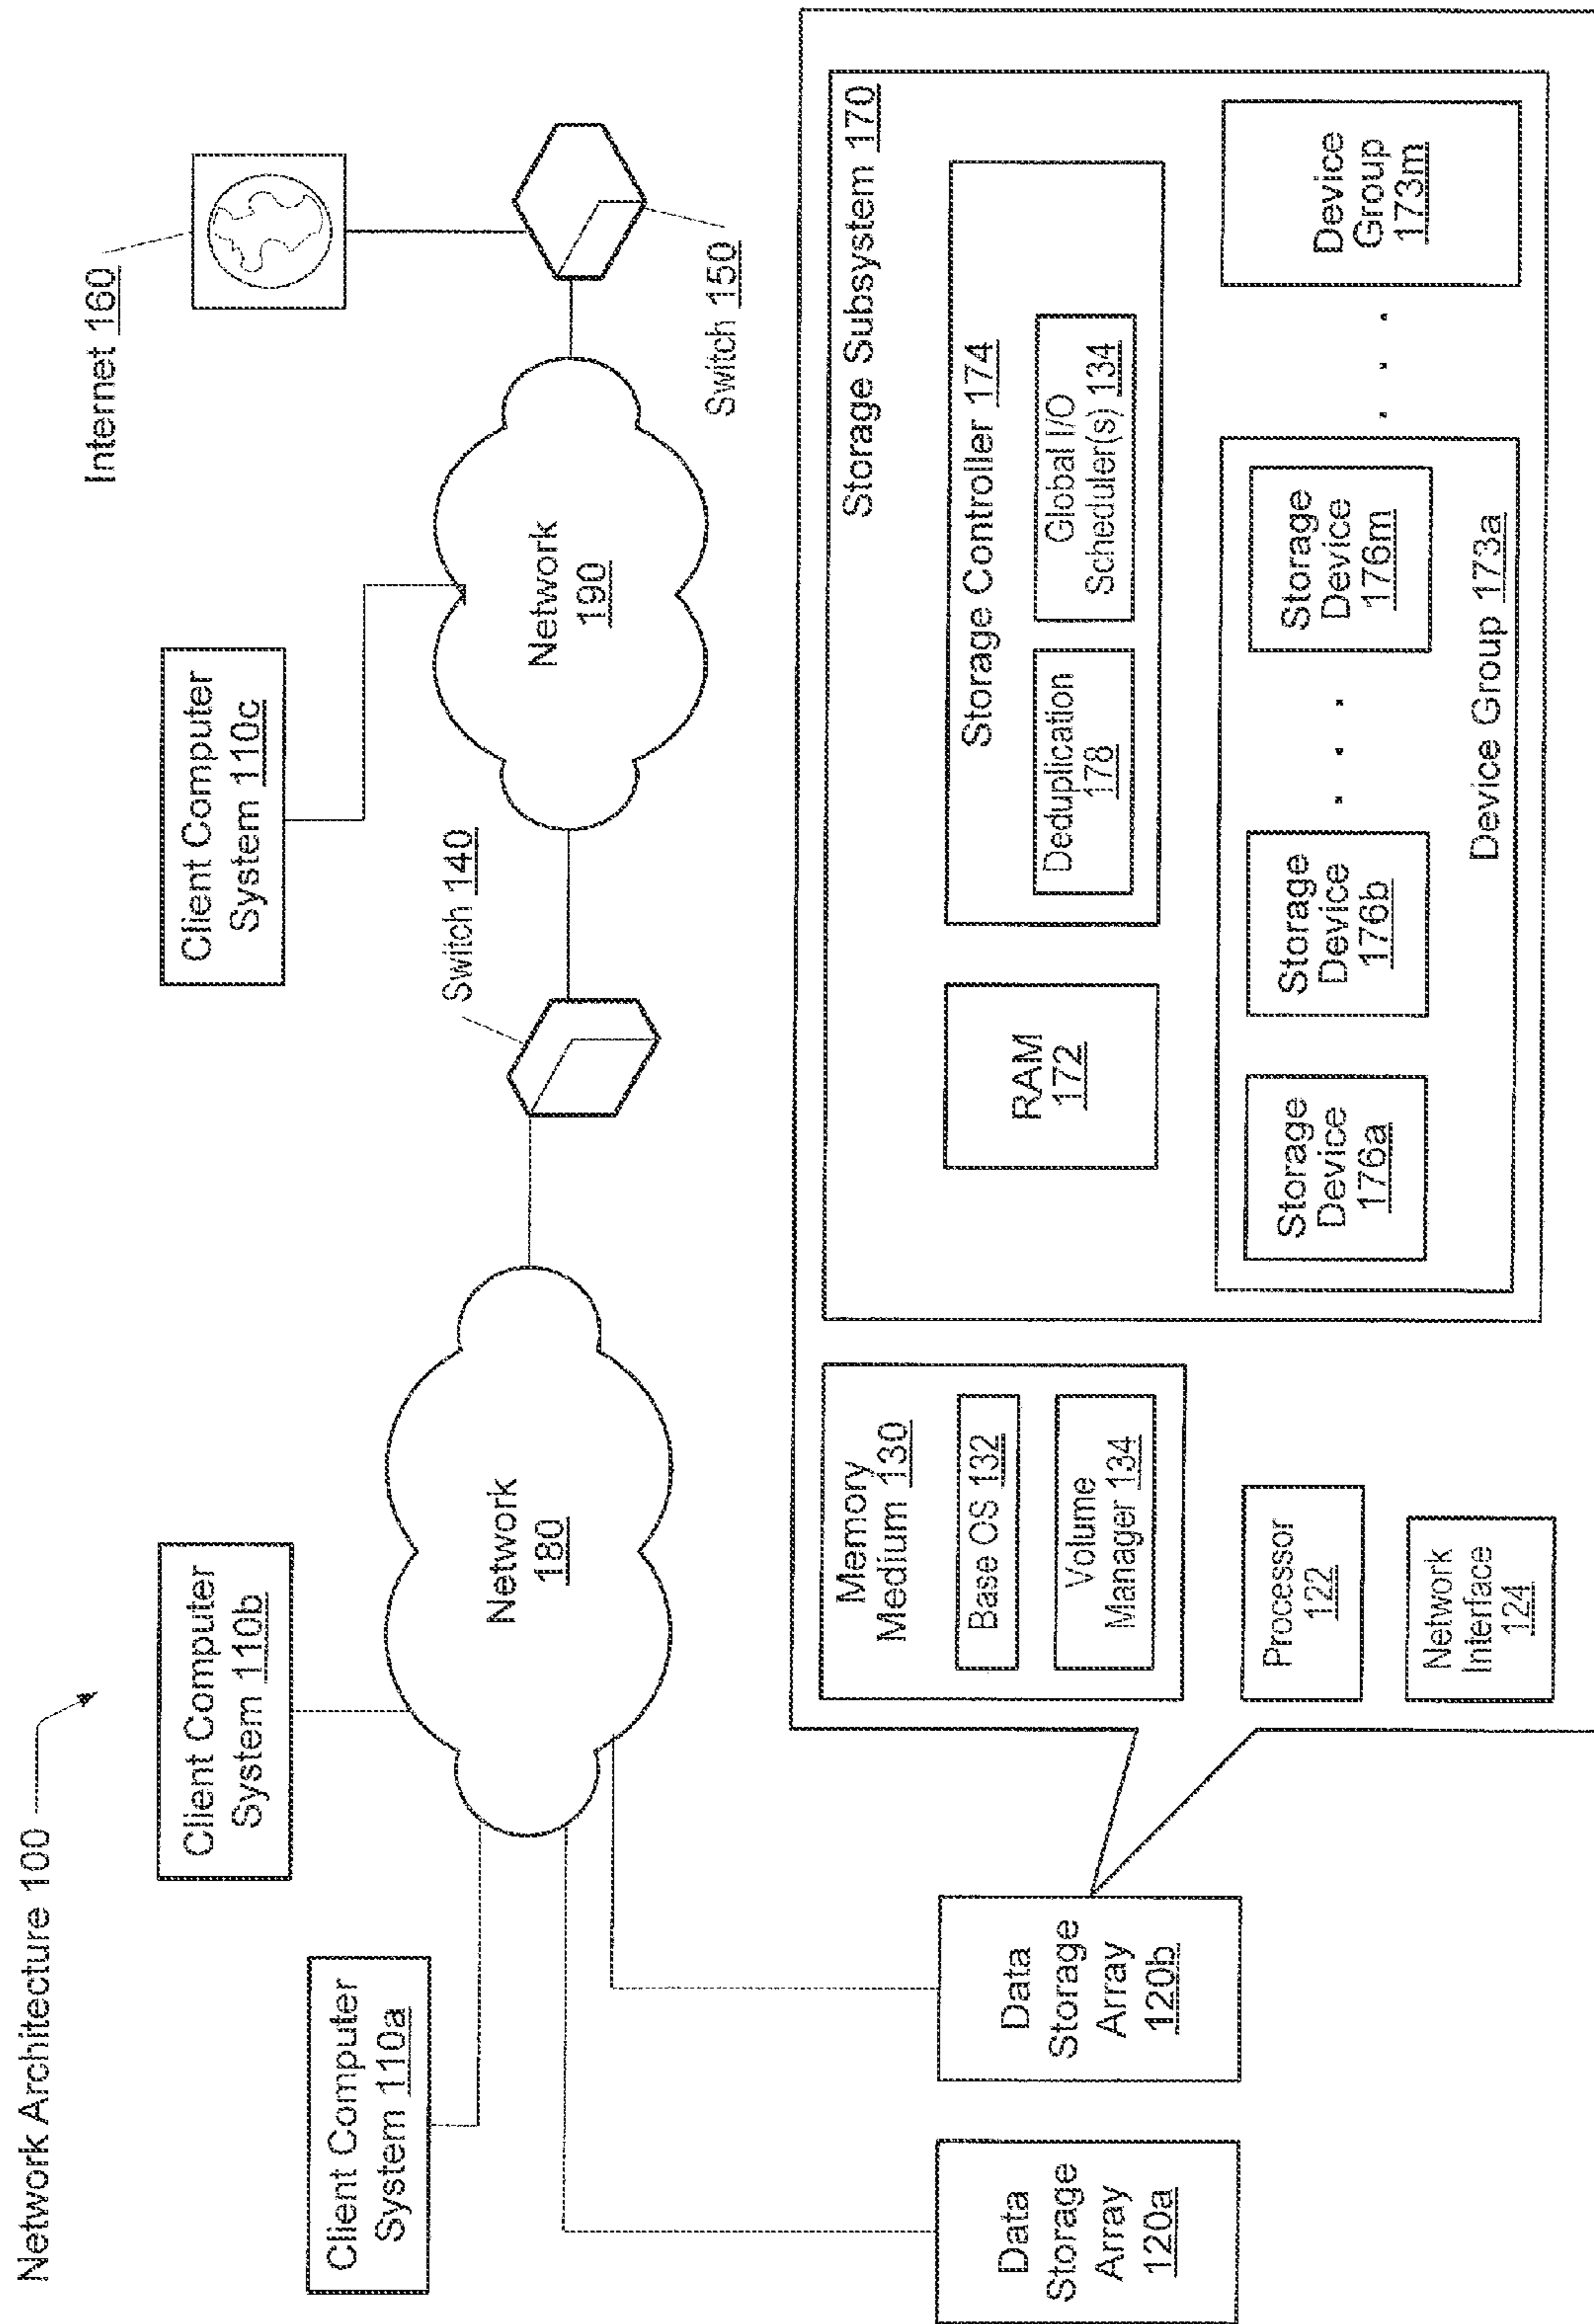 Network Architecture 100
Client Computer
System 110a
Client Computer
System 110b
Client Computer
System 110c
Internet 160
Switch 140
Switch 150
Network
180
Network
190
Data
Storage
Array
120a
Data
Storage
Array
120b
Memory
Medium 130
Base OS 132
Volume
Manager 134
Processor
122
Network
Interface
124
Storage Subsystem 170
RAM
172
Storage Controller 174
Deduplication
178
Global I/O
Scheduler(s) 134
Storage
Device
176a
Storage
Device
176b
. . .
Storage
Device
176m
Device Group 173a
. . .
Device
Group
173m